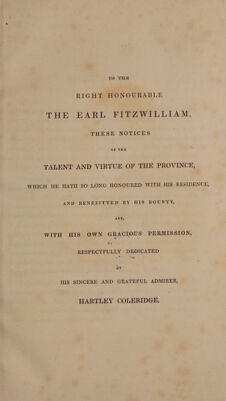 TO THE
RIGHT HONOURABLE
THE EARL FITZWILLIAM,
THESE NOTICES
OF THE
TALENT AND VIRTUE OF THE PROVINCE,
WHICH HE HATH SO LONG HONOURED WITH HIS RESIDENCE,
AND BENEFITTED BY HIS BOUNTY,
ARE,
WITH HIS OWN GRACIOUS PERMISSION,
RESPECTFULLY DEDICATED
BY
HIS SINCERE AND GRATEFUL ADMIRER,
HARTLEY COLERIDGE.